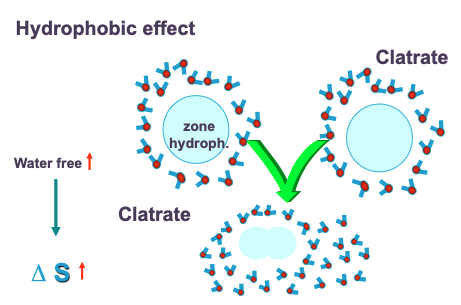 Hydrophobic effect
Clatrate
zone
hydroph.
Water free
Clatrate
Δ S